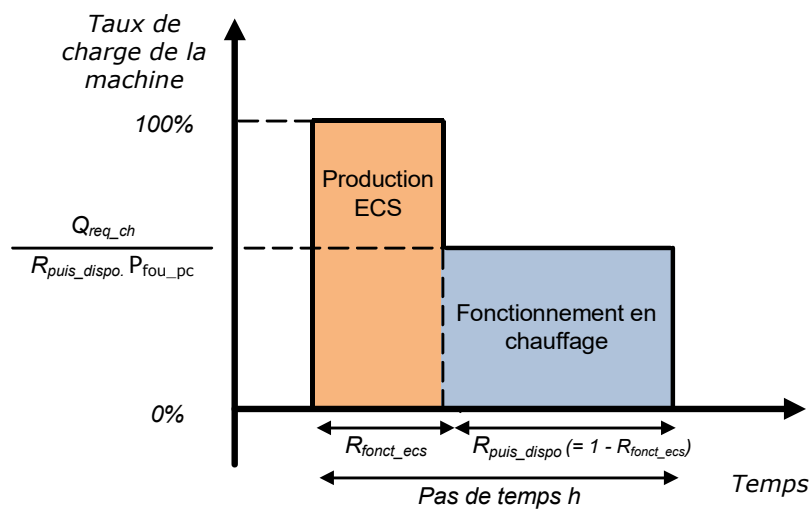 Taux de
charge de la
machine
100%
Production
ECS
Q_req_ch
R_puis_dispo. P_fou_pc
Fonctionnement en
chauffage
0%
R_fonct_ecs
R_puis_dispo (= 1 - R_fonct_ecs)
Temps
Pas de temps h